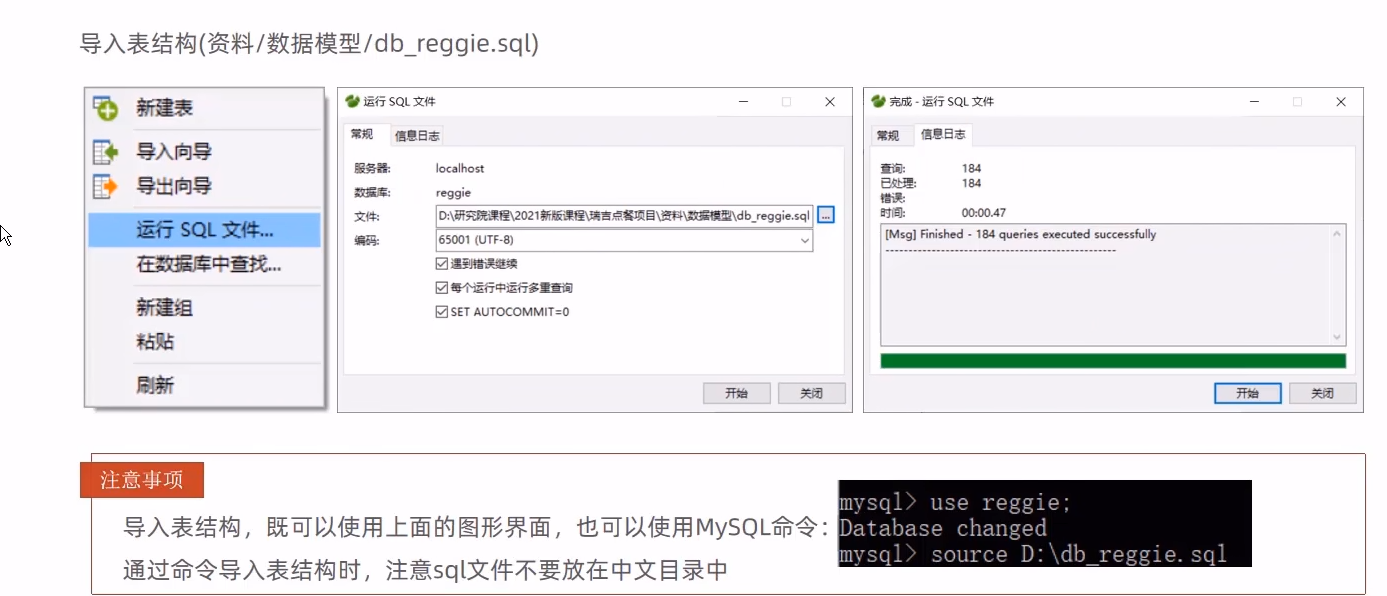 导入表结构(资料/数据模型/db_reggie.sql)
新建表
导入向导
导出向导
运行 SQL 文件...
在数据库中查找...
新建组
粘贴
刷新
运行 SQL 文件
常规 信息日志
服务器: localhost
数据库: reggie
文件: D:\研究院课程\2021新版课程\瑞吉点餐项目\资料\数据模型\db_reggie.sql ...
编码: 65001 (UTF-8)
遇到错误继续
每个运行中运行多重查询
SET AUTOCOMMIT=0
开始 关闭
完成 - 运行 SQL 文件
常规 信息日志
查询: 184
已处理: 184
错误:
时间: 00:00.47
[Msg] Finished - 184 queries executed successfully
--------------------------------------------------
开始 关闭
注意事项
导入表结构，既可以使用上面的图形界面，也可以使用MySQL命令：
通过命令导入表结构时，注意sql文件不要放在中文目录中
mysql> use reggie;
Database changed
mysql> source D:\db_reggie.sql